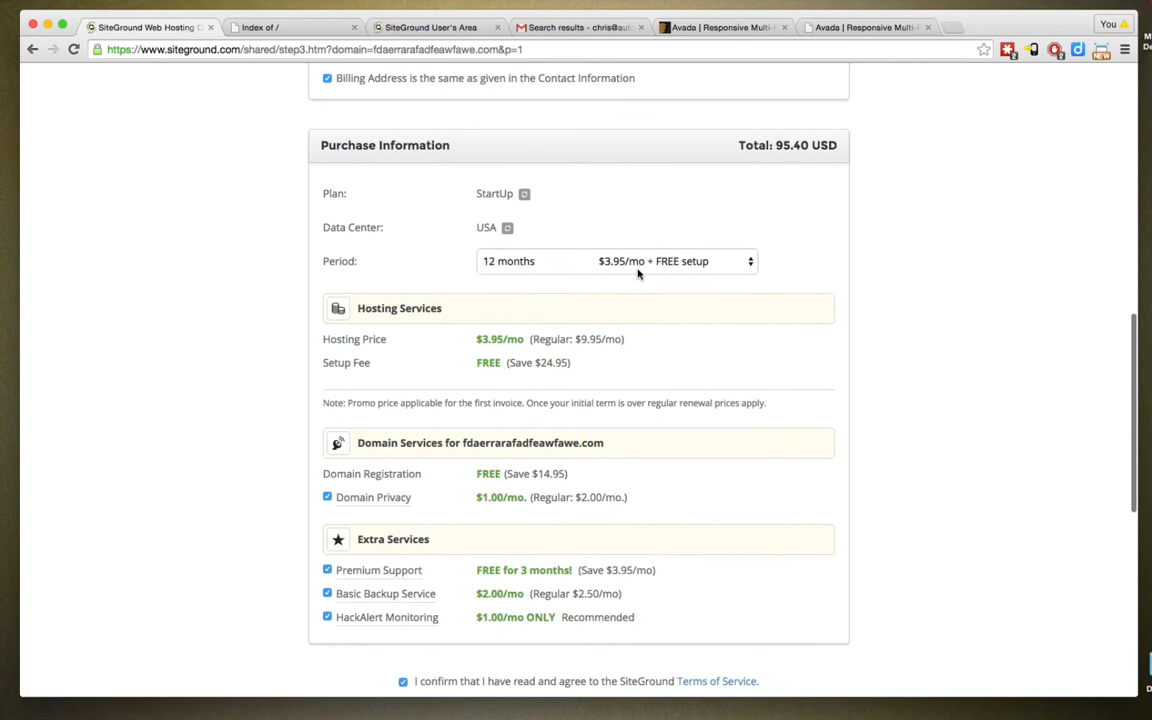 SiteGround Web Hosting O
Index of /
SiteGround User's Area
Search results - chris@aut
Avada | Responsive Multi-
Avada | Responsive Multi-
You
https://www.siteground.com/shared/step3.htm?domain=fdaerrarafadfeawfawe.com&p=1
Billing Address is the same as given in the Contact Information
Purchase Information
Total: 95.40 USD
Plan:
StartUp
Data Center:
USA
Period:
12 months
$3.95/mo + FREE setup
Hosting Services
Hosting Price
$3.95/mo (Regular: $9.95/mo)
Setup Fee
FREE (Save $24.95)
Note: Promo price applicable for the first invoice. Once your initial term is over regular renewal prices apply.
Domain Services for fdaerrarafadfeawfawe.com
Domain Registration
FREE (Save $14.95)
Domain Privacy
$1.00/mo. (Regular: $2.00/mo.)
Extra Services
Premium Support
FREE for 3 months! (Save $3.95/mo)
Basic Backup Service
$2.00/mo (Regular $2.50/mo)
HackAlert Monitoring
$1.00/mo ONLY Recommended
I confirm that I have read and agree to the SiteGround Terms of Service.